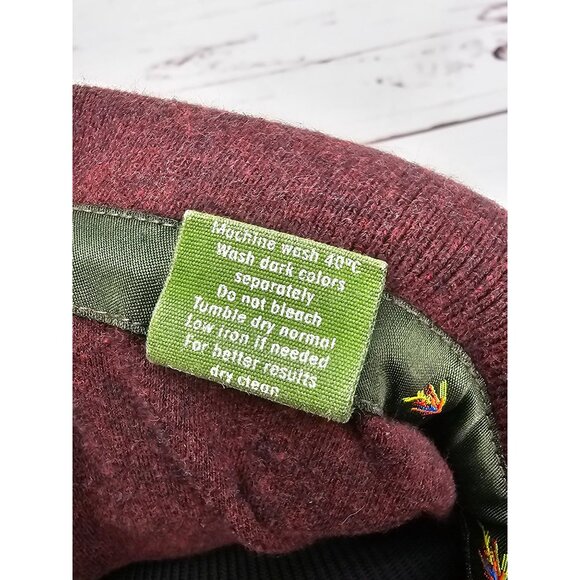 Machine wash 40°C
Wash dark colors
separately
Do not bleach
Tumble dry normal
Low iron if needed
For better results
dry clean